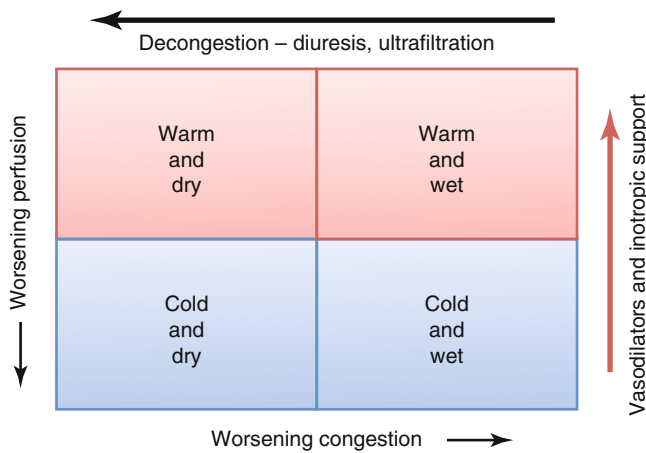 Decongestion – diuresis, ultrafiltration
Worsening perfusion
Warm
and
dry
Warm
and
wet
Cold
and
dry
Cold
and
wet
Vasodilators and inotropic support
Worsening congestion